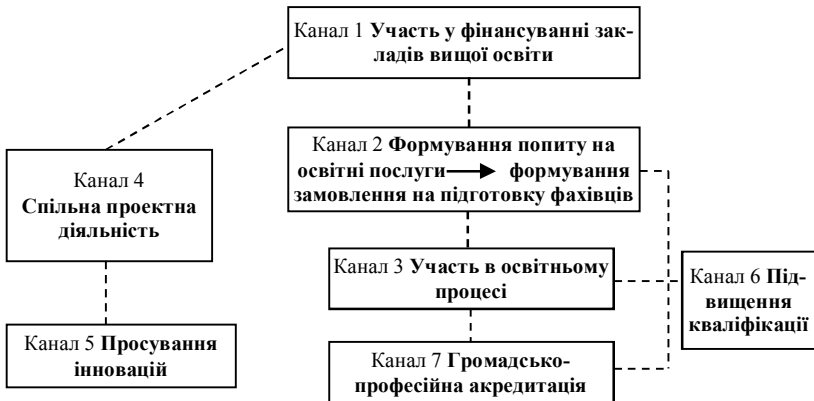 Канал 1 Участь у фінансуванні зак-
ладів вищої освіти
Канал 2 Формування попиту на
освітні послуги формування
замовлення на підготовку фахівців
Канал 4
Спільна проектна
діяльність
Канал 3 Участь в освітньому
процесі
Канал 6 Під-
вищення
кваліфікації
Канал 5 Просування
інновацій
Канал 7 Громадсько-
професійна акредитація